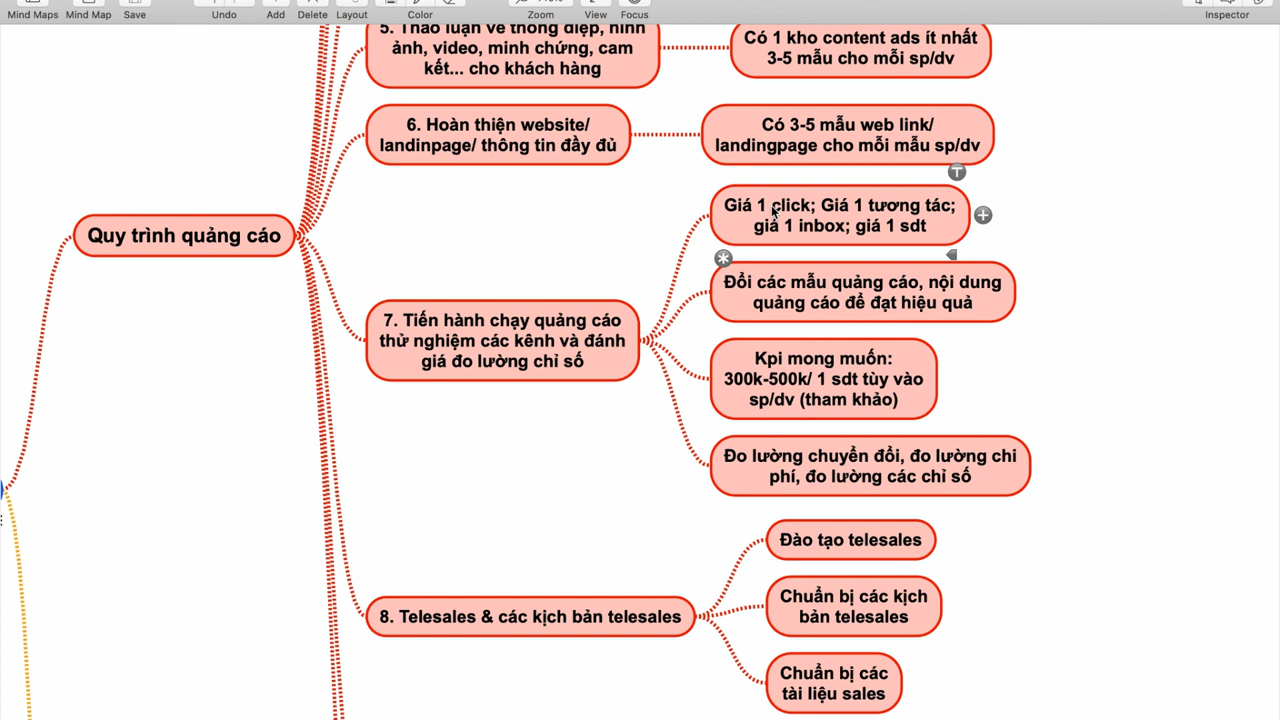 Mind Maps
Mind Map
Save
Undo
Add
Delete
Layout
Color
Zoom
View
Focus
Inspector
5. Thảo luận về thông điệp, hình
ảnh, video, minh chứng, cam
kết... cho khách hàng
Có 1 kho content ads ít nhất
3-5 mẫu cho mỗi sp/dv
6. Hoàn thiện website/
landinpage/ thông tin đầy đủ
Có 3-5 mẫu web link/
landingpage cho mỗi mẫu sp/dv
Quy trình quảng cáo
7. Tiến hành chạy quảng cáo
thử nghiệm các kênh và đánh
giá đo lường chỉ số
Giá 1 click; Giá 1 tương tác;
giá 1 inbox; giá 1 sdt
Đổi các mẫu quảng cáo, nội dung
quảng cáo để đạt hiệu quả
Kpi mong muốn:
300k-500k/ 1 sdt tùy vào
sp/dv (tham khảo)
Đo lường chuyển đổi, đo lường chi
phí, đo lường các chỉ số
8. Telesales & các kịch bản telesales
Đào tạo telesales
Chuẩn bị các kịch
bản telesales
Chuẩn bị các
tài liệu sales